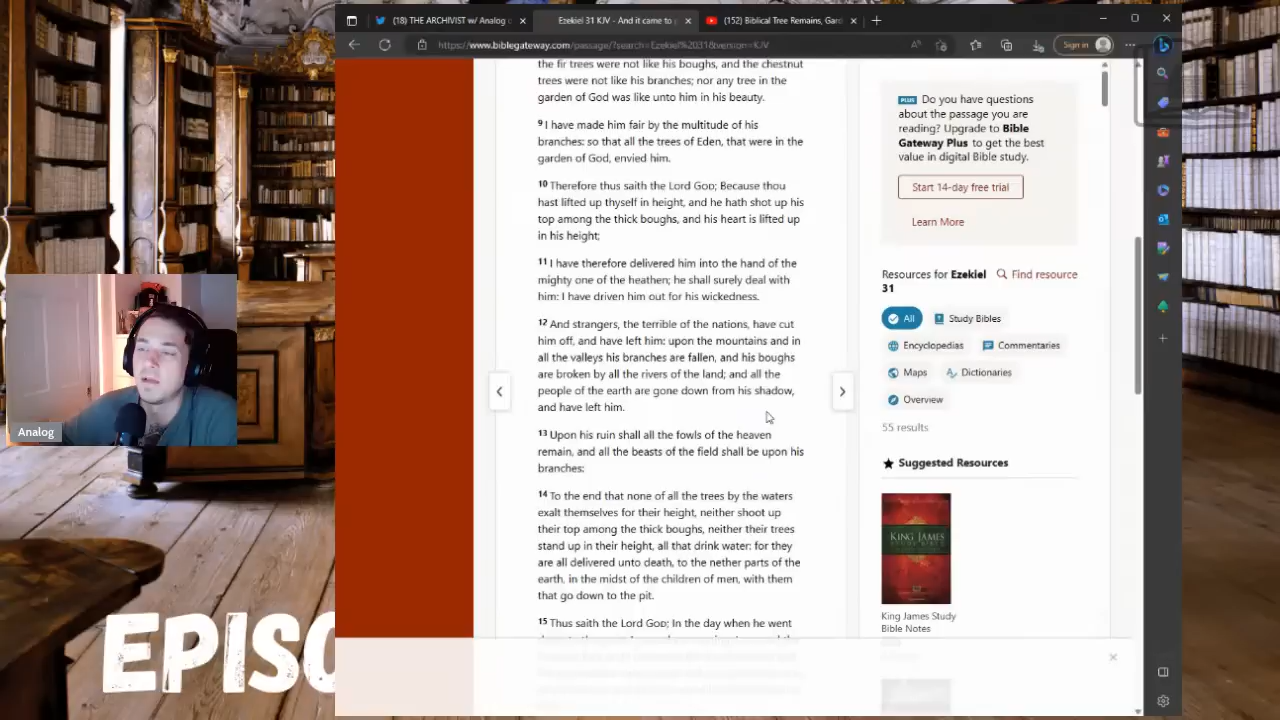 (18) THE ARCHIVIST w/ Analog
Ezekiel 31 KJV - And it came to
(152) Biblical Tree Remains, Gar
https://www.biblegateway.com/passage/?search=Ezekiel%2031&version=KJV
Sign in
the fir trees were not like his boughs, and the chestnut
trees were not like his branches; nor any tree in the
garden of God was like unto him in his beauty.
9 I have made him fair by the multitude of his
branches: so that all the trees of Eden, that were in the
garden of God, envied him.
10 Therefore thus saith the Lord GOD; Because thou
hast lifted up thyself in height, and he hath shot up his
top among the thick boughs, and his heart is lifted up
in his height;
11 I have therefore delivered him into the hand of the
mighty one of the heathen; he shall surely deal with
him: I have driven him out for his wickedness.
12 And strangers, the terrible of the nations, have cut
him off, and have left him: upon the mountains and in
all the valleys his branches are fallen, and his boughs
are broken by all the rivers of the land; and all the
people of the earth are gone down from his shadow,
and have left him.
13 Upon his ruin shall all the fowls of the heaven
remain, and all the beasts of the field shall be upon his
branches:
14 To the end that none of all the trees by the waters
exalt themselves for their height, neither shoot up
their top among the thick boughs, neither their trees
stand up in their height, all that drink water: for they
are all delivered unto death, to the nether parts of the
earth, in the midst of the children of men, with them
that go down to the pit.
15 Thus saith the Lord GOD; In the day when he went
PLUS Do you have questions
about the passage you are
reading? Upgrade to Bible
Gateway Plus to get the best
value in digital Bible study.
Start 14-day free trial
Learn More
Resources for Ezekiel
31
Find resource
All
Study Bibles
Encyclopedias
Commentaries
Maps
Dictionaries
Overview
55 results
Suggested Resources
KING JAMES
STUDY BIBLE
King James Study
Bible Notes
Analog
EPISO